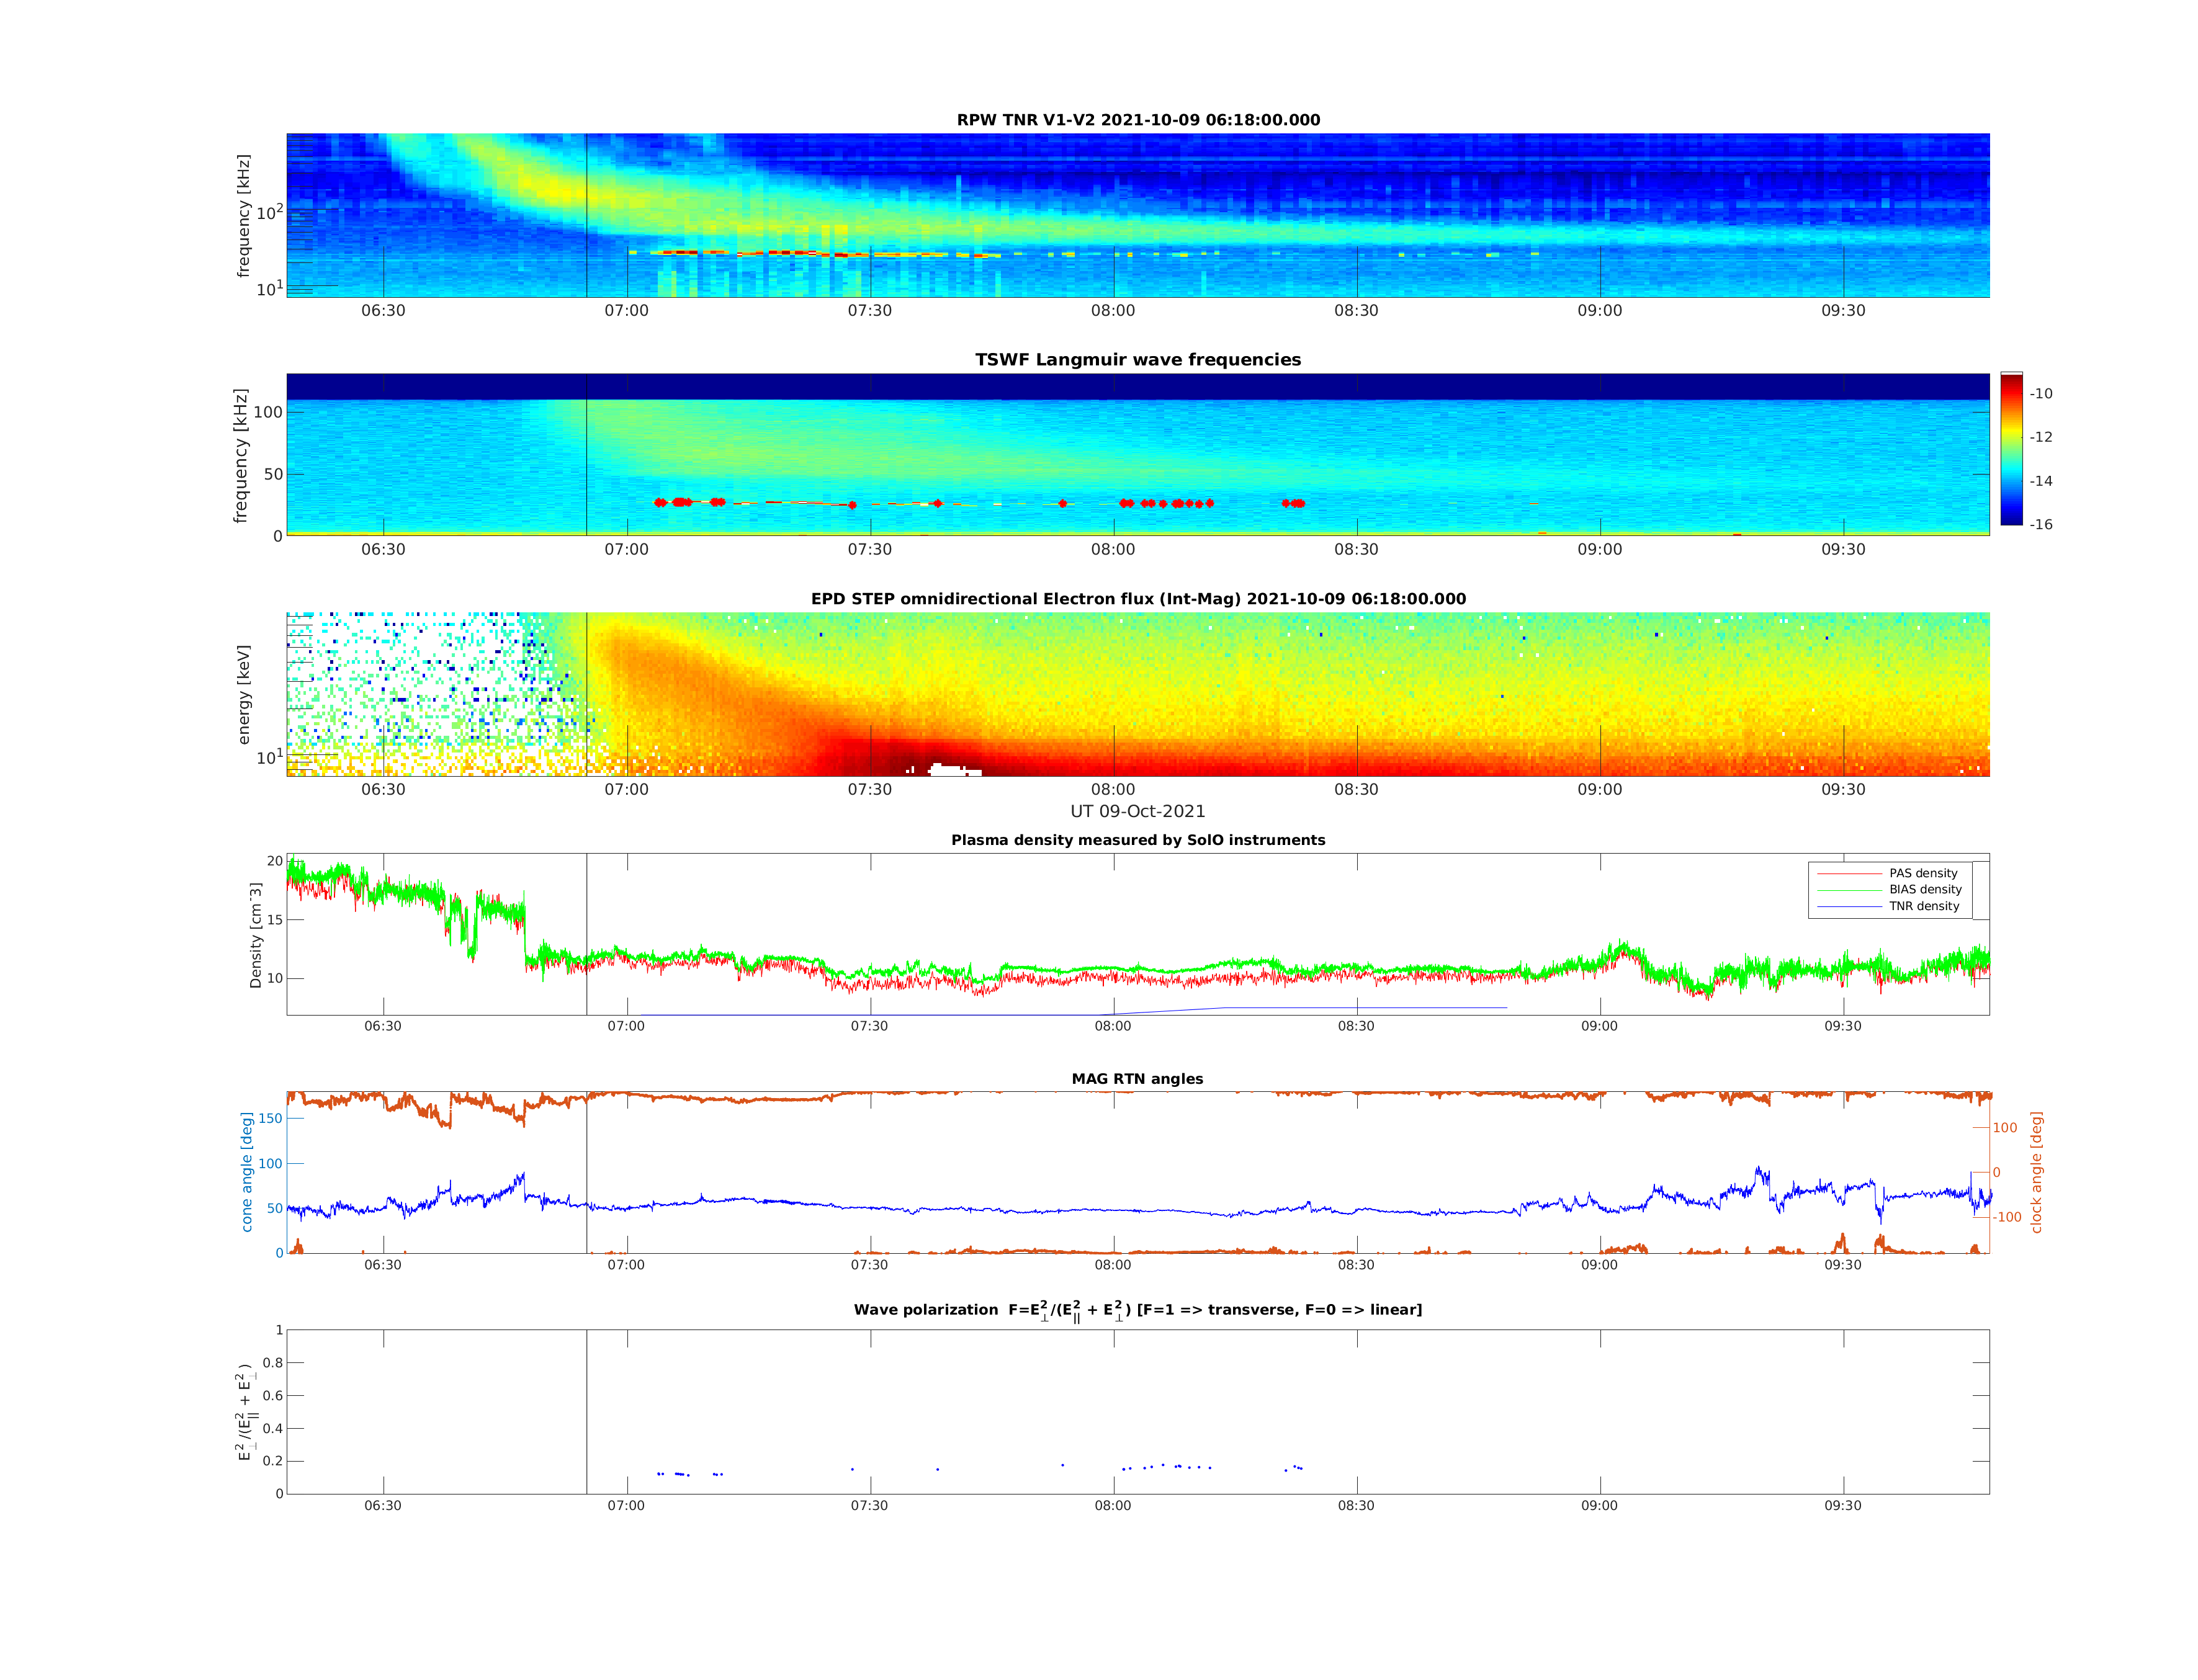 RPW TNR V1-V2 2021-10-09 06:18:00.000
frequency [kHz]
10²
10¹
06:30 07:00 07:30 08:00 08:30 09:00 09:30
TSWF Langmuir wave frequencies
frequency [kHz]
100
50
0
06:30 07:00 07:30 08:00 08:30 09:00 09:30
-10
-12
-14
-16
EPD STEP omnidirectional Electron flux (Int-Mag) 2021-10-09 06:18:00.000
energy [keV]
10¹
06:30 07:00 07:30 08:00 08:30 09:00 09:30
UT 09-Oct-2021
Plasma density measured by SolO instruments
Density [cm⁻3]
20
15
10
PAS density
BIAS density
TNR density
06:30 07:00 07:30 08:00 08:30 09:00 09:30
MAG RTN angles
cone angle [deg]
150
100
50
0
100
0
-100
clock angle [deg]
06:30 07:00 07:30 08:00 08:30 09:00 09:30
Wave polarization F=E⊥²/(E||² + E⊥²) [F=1 => transverse, F=0 => linear]
E⊥²/(E||² + E⊥²)
1
0.8
0.6
0.4
0.2
0
06:30 07:00 07:30 08:00 08:30 09:00 09:30